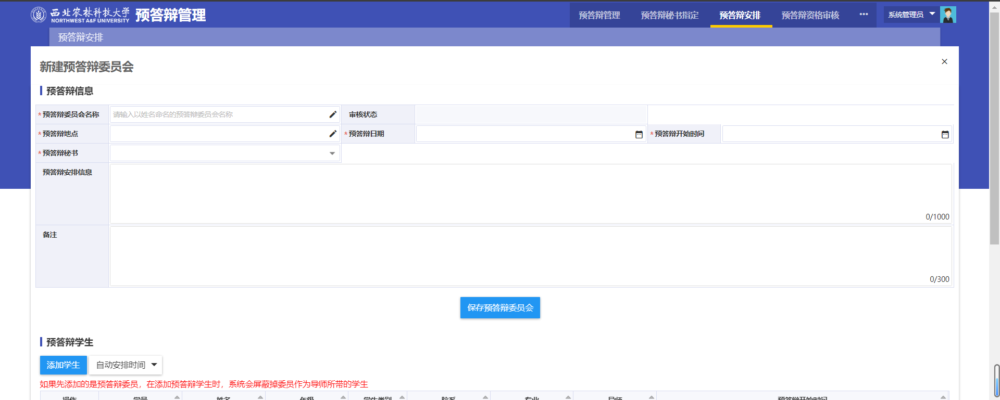 西北农林科技大学
NORTHWEST A&F UNIVERSITY
预答辩管理
预答辩管理 预答辩秘书指定 预答辩安排 预答辩资格审核 ••• 系统管理员
预答辩安排
新建预答辩委员会 ×
预答辩信息
*预答辩委员会名称 请输入以姓名命名的预答辩委员会名称 审核状态
*预答辩地点 *预答辩日期 *预答辩开始时间
*预答辩秘书
预答辩安排信息
0/1000
备注
0/300
保存预答辩委员会
预答辩学生
添加学生 自动安排时间
如果先添加的是预答辩委员，在添加预答辩学生时，系统会屏蔽掉委员作为导师所带的学生
操作 学号 姓名 年级 学生类别 院系 专业 导师 预答辩开始时间